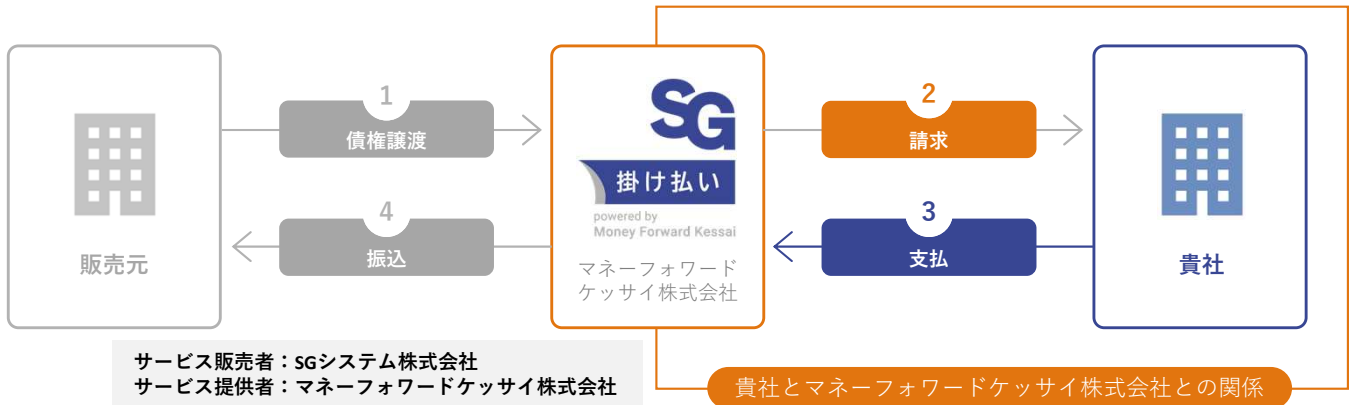 販売元
1
債権譲渡
4
振込
SG
掛け払い
powered by
Money Forward Kessai
マネーフォワード
ケッサイ株式会社
2
請求
3
支払
貴社
サービス販売者：SGシステム株式会社
サービス提供者：マネーフォワードケッサイ株式会社
貴社とマネーフォワードケッサイ株式会社との関係